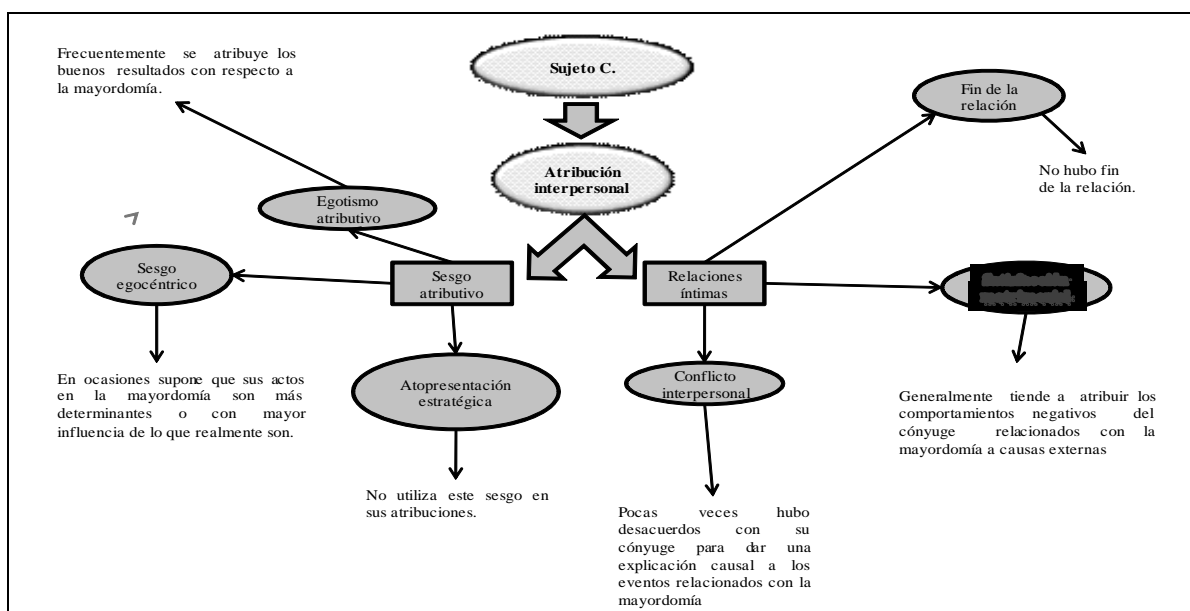 Frecuentemente se atribuye los
buenos resultados con respecto a
la mayordomía.
Sujeto C.
Fin de la
relación
No hubo fin
de la relación.
Atribución
interpersonal
Egotismo
atributivo
Sesgo
egocéntrico
Sesgo
atributivo
Relaciones
íntimas
En ocasiones supone que sus actos
en la mayordomía son más
determinantes o con mayor
influencia de lo que realmente son.
Atopresentación
estratégica
Conflicto
interpersonal
Generalmente tiende a atribuir los
comportamientos negativos del
cónyuge relacionados con la
mayordomía a causas externas
No utiliza este sesgo en
sus atribuciones.
Pocas veces hubo
desacuerdos con su
cónyuge para dar una
explicación causal a los
eventos relacionados con la
mayordomía